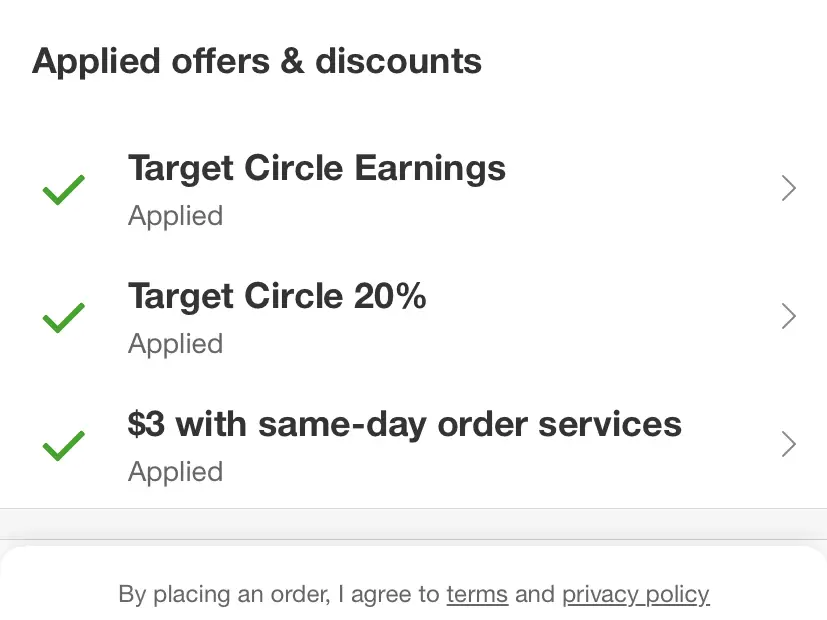 Applied offers & discounts
Target Circle Earnings
Applied
Target Circle 20%
Applied
$3 with same-day order services
Applied
By placing an order, I agree to terms and privacy policy